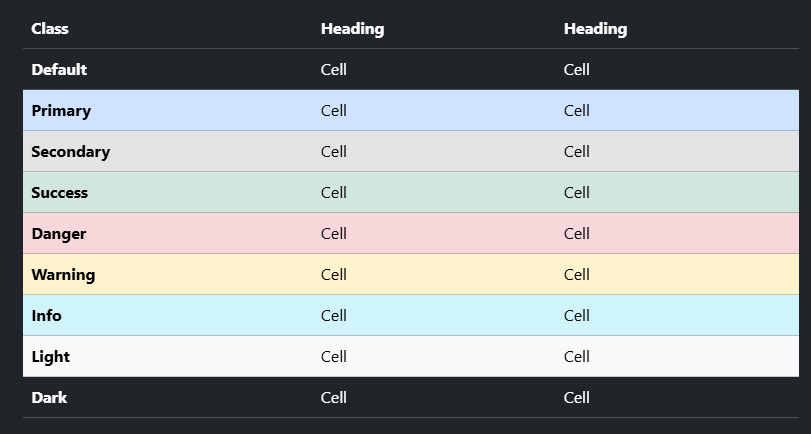 Class Heading Heading
Default Cell Cell
Primary Cell Cell
Secondary Cell Cell
Success Cell Cell
Danger Cell Cell
Warning Cell Cell
Info Cell Cell
Light Cell Cell
Dark Cell Cell